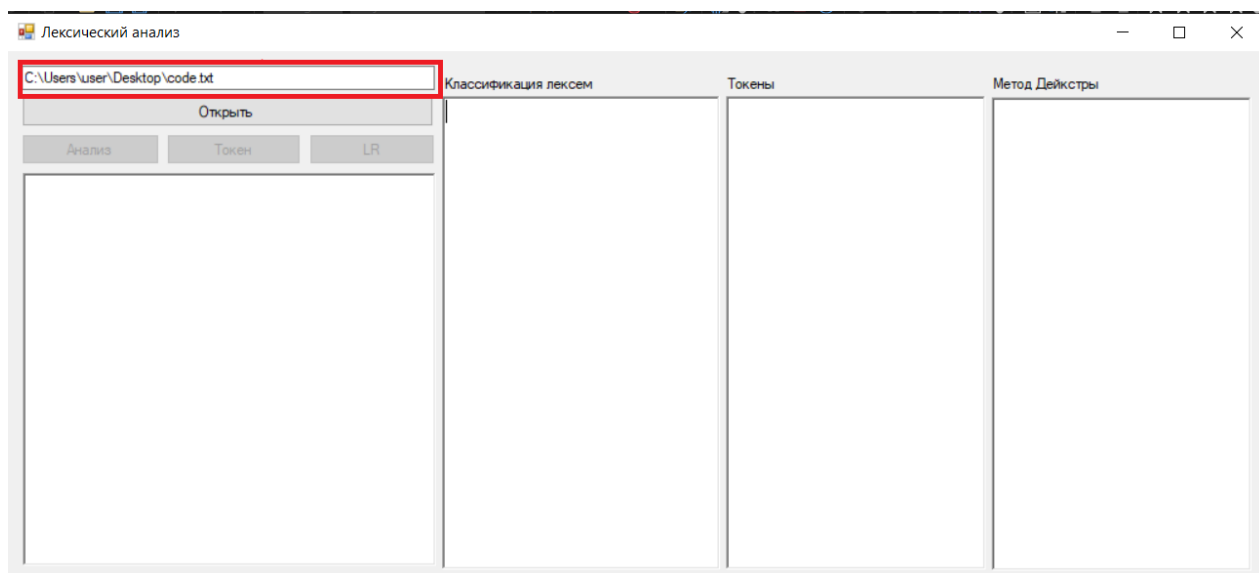 Лексический анализ
C:\Users\user\Desktop\code.txt
Открыть
Анализ Токен LR
Классификация лексем
Токены
Метод Дейкстры